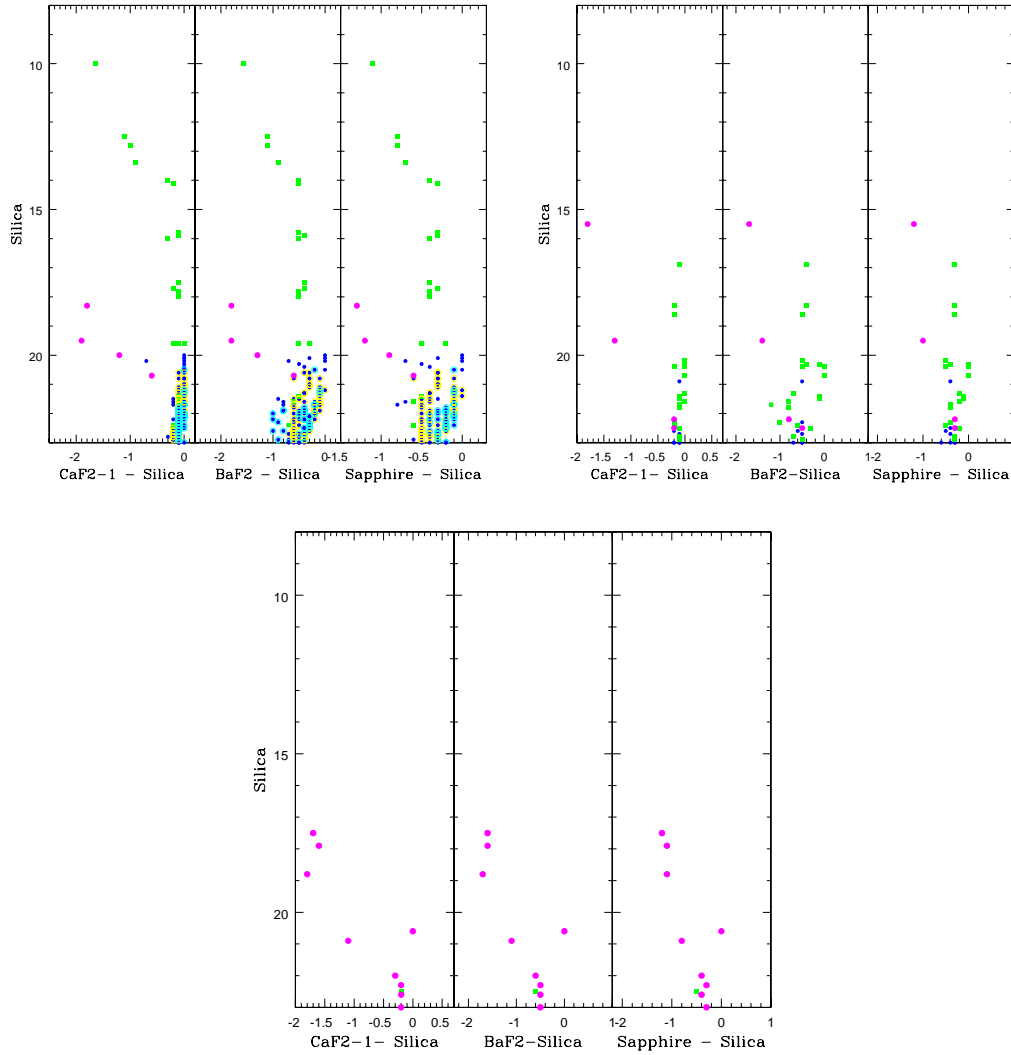 10
15
20
Silica
-2 -1 0 -1 0-1.5 -1 -0.5 0
CaF2-1 - Silica BaF2 - Silica Sapphire - Silica
10
15
20
Silica
-2 -1.5 -1 -0.5 0 0.5 -2 -1 0 1-2 -1 0
CaF2-1- Silica BaF2-Silica Sapphire - Silica
10
15
20
Silica
-2 -1.5 -1 -0.5 0 0.5 -2 -1 0 1-2 -1 0 1
CaF2-1- Silica BaF2-Silica Sapphire - Silica